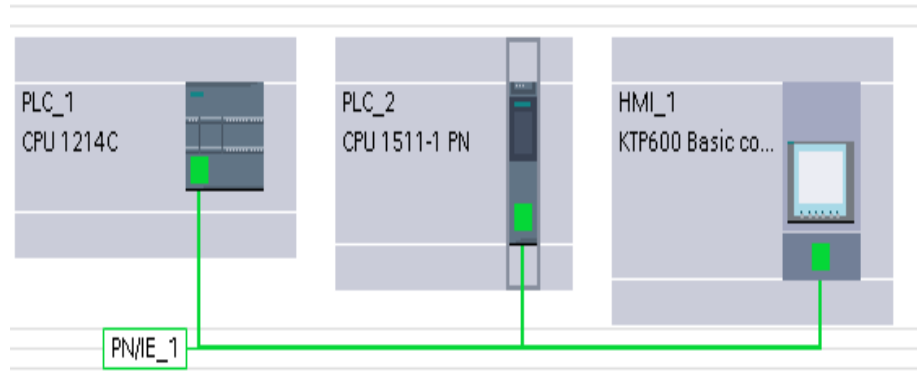 PLC_1
CPU 1214C
PLC_2
CPU 1511-1 PN
HMI_1
KTP600 Basic co...
PN/IE_1